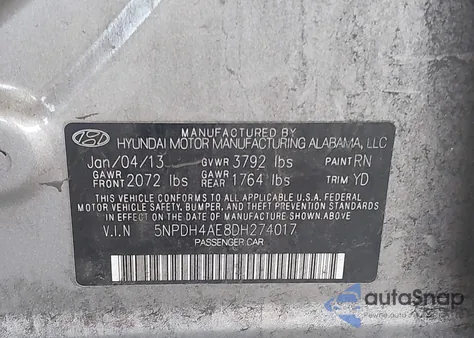 MANUFACTURED BY
HYUNDAI MOTOR MANUFACTURING ALABAMA, LLC
Jan/04/13 GVWR 3792 lbs PAINT RN
GAWR FRONT 2072 lbs GAWR REAR 1764 lbs TRIM YD
THIS VEHICLE CONFORMS TO ALL APPLICABLE U.S. FEDERAL
MOTOR VEHICLE SAFETY, BUMPER, AND THEFT PREVENTION STANDARDS
IN EFFECT ON THE DATE OF MANUFACTURE SHOWN ABOVE.
V.I.N 5NPDH4AE8DH274017
PASSENGER CAR
autoSnap